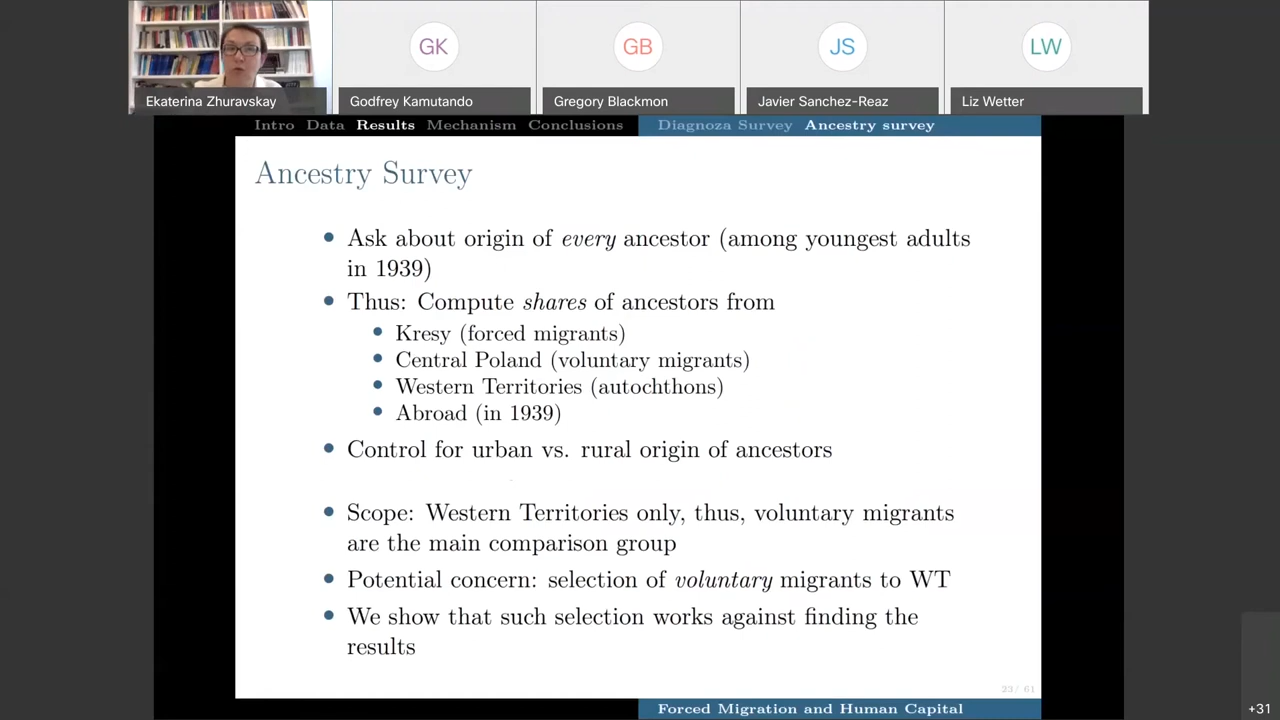 GK
GB
JS
LW
Ekaterina Zhuravskay
Godfrey Kamutando
Gregory Blackmon
Javier Sanchez-Reaz
Liz Wetter
Intro Data Results Mechanism Conclusions
Diagnoza Survey Ancestry survey
Ancestry Survey
Ask about origin of every ancestor (among youngest adults
in 1939)
Thus: Compute shares of ancestors from
Kresy (forced migrants)
Central Poland (voluntary migrants)
Western Territories (autochthons)
Abroad (in 1939)
Control for urban vs. rural origin of ancestors
Scope: Western Territories only, thus, voluntary migrants
are the main comparison group
Potential concern: selection of voluntary migrants to WT
We show that such selection works against finding the
results
23/ 61
Forced Migration and Human Capital
+31